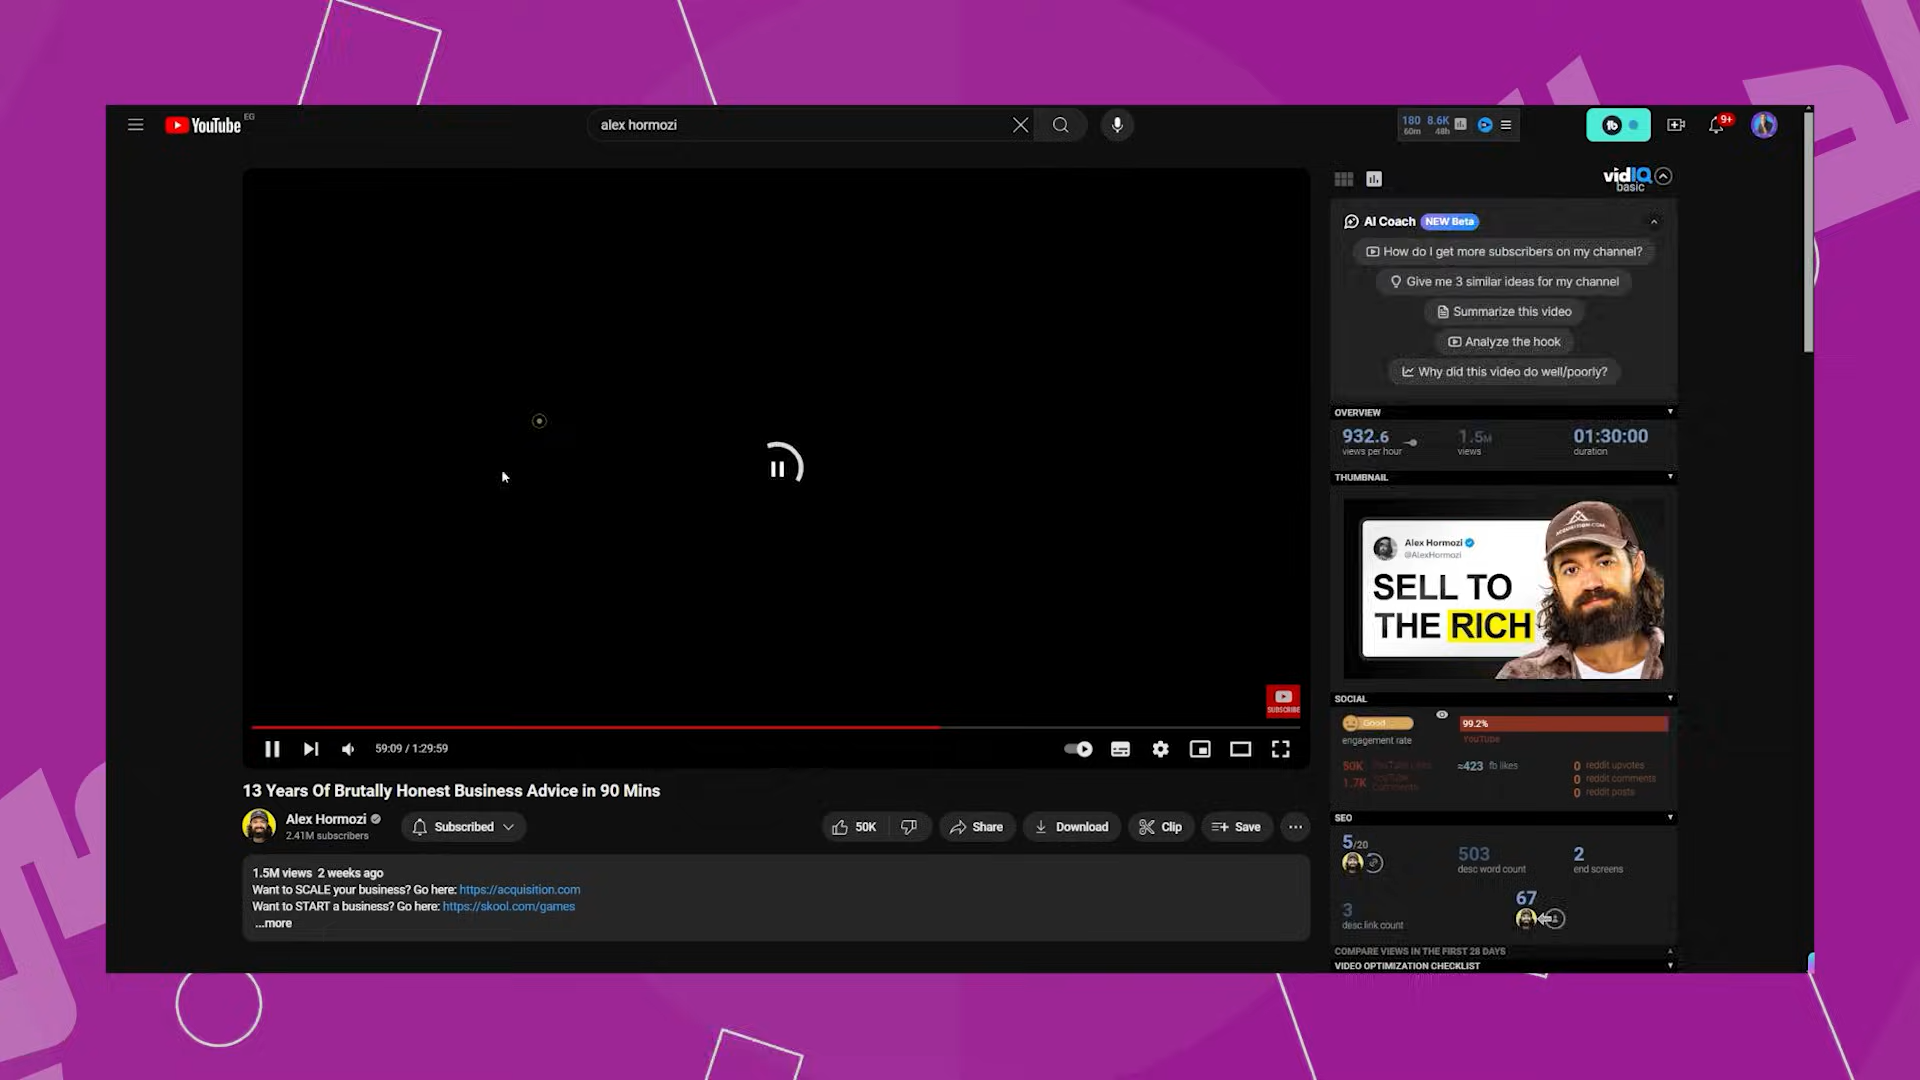 YouTube EG
alex hormozi
180 8.6K
60m 48h
9+
vidIQ
basic
AI Coach NEW Beta
How do I get more subscribers on my channel?
Give me 3 similar ideas for my channel
Summarize this video
Analyze the hook
Why did this video do well/poorly?
OVERVIEW
932.6 1.5M 01:30:00
views per hour views duration
THUMBNAIL
ACQUISITION.COM
Alex Hormozi
@AlexHormozi
SELL TO
THE RICH
SUBSCRIBE
SOCIAL
Good 99.2%
engagement rate YouTube
50K YouTube Likes ≈423 fb likes 0 reddit upvotes
1.7K YouTube Comments 0 reddit comments
0 reddit posts
59:09 / 1:29:59
13 Years Of Brutally Honest Business Advice in 90 Mins
Alex Hormozi
2.41M subscribers
Subscribed
50K Share Download Clip Save
1.5M views 2 weeks ago
Want to SCALE your business? Go here: https://acquisition.com
Want to START a business? Go here: https://skool.com/games
...more
SEO
5/20 503 2
desc word count end screens
67
3
desc link count
COMPARE VIEWS IN THE FIRST 28 DAYS
VIDEO OPTIMIZATION CHECKLIST